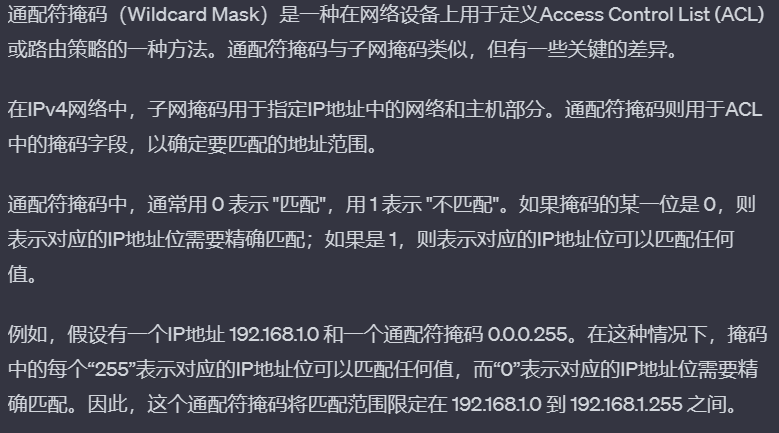 通配符掩码（Wildcard Mask）是一种在网络设备上用于定义Access Control List (ACL)
或路由策略的一种方法。通配符掩码与子网掩码类似，但有一些关键的差异。
在IPv4网络中，子网掩码用于指定IP地址中的网络和主机部分。通配符掩码则用于ACL
中的掩码字段，以确定要匹配的地址范围。
通配符掩码中，通常用 0 表示 "匹配"，用 1 表示 "不匹配"。如果掩码的某一位是 0，则
表示对应的IP地址位需要精确匹配；如果是 1，则表示对应的IP地址位可以匹配任何
值。
例如，假设有一个IP地址 192.168.1.0 和一个通配符掩码 0.0.0.255。在这种情况下，掩码
中的每个“255”表示对应的IP地址位可以匹配任何值，而“0”表示对应的IP地址位需要精
确匹配。因此，这个通配符掩码将匹配范围限定在 192.168.1.0 到 192.168.1.255 之间。